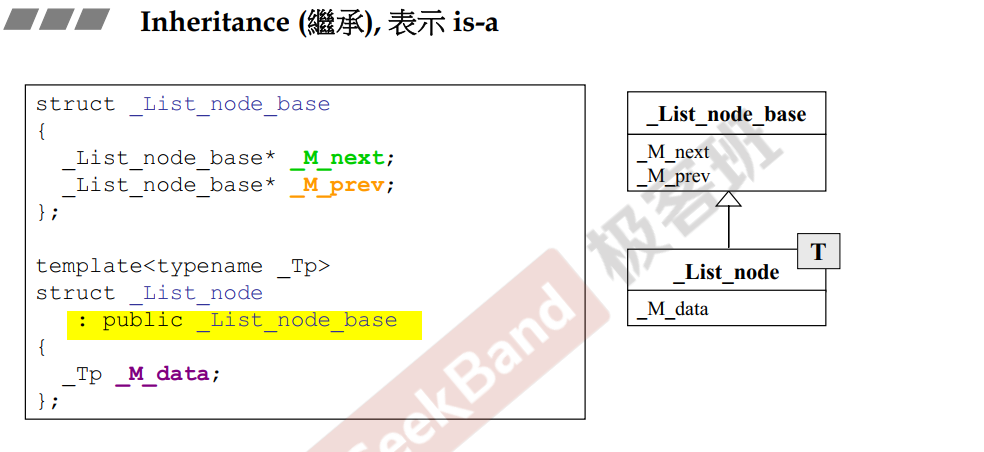 Inheritance (繼承), 表示 is-a
struct _List_node_base
{
_List_node_base* _M_next;
_List_node_base* _M_prev;
};
template<typename _Tp>
struct _List_node
: public _List_node_base
{
_Tp _M_data;
};
_List_node_base
_M_next
_M_prev
T
_List_node
_M_data
SeekBand 极客班